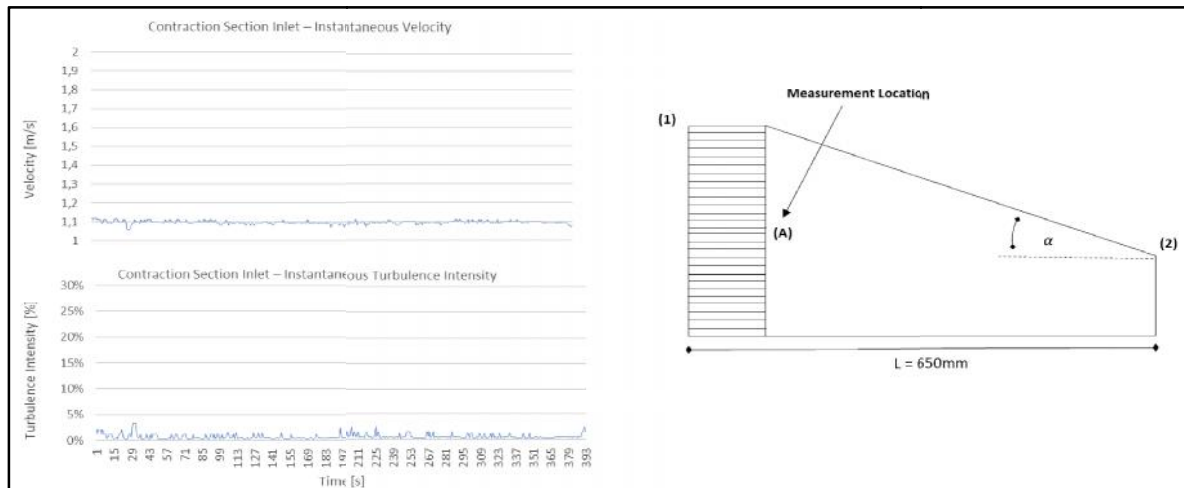 Contraction Section Inlet – Instantaneous Velocity
2
1,9
1,8
1,7
1,6
1,5
1,4
1,3
1,2
1,1
1
Velocity [m/s]
Contraction Section Inlet – Instantaneous Turbulence Intensity
30%
25%
20%
15%
10%
5%
0%
Turbulence Intensity [%]
1 15 29 43 57 71 85 99 113 127 141 155 169 183 197 211 225 239 253 267 281 295 309 323 337 351 365 379 393
Time [s]
Measurement Location
(1)
(A)
α
(2)
L = 650mm